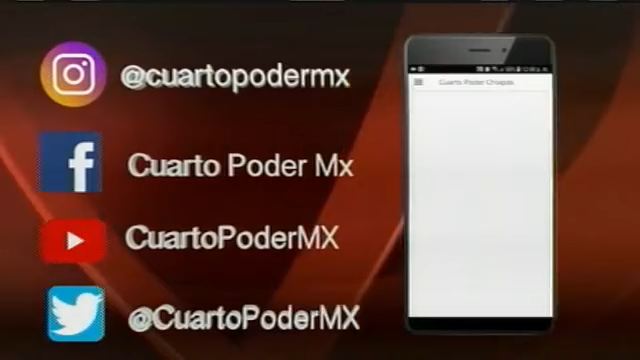 @cuartopodermx
Cuarto Poder Mx
CuartoPoderMX
@CuartoPoderMX
Cuarto Poder Chiapas